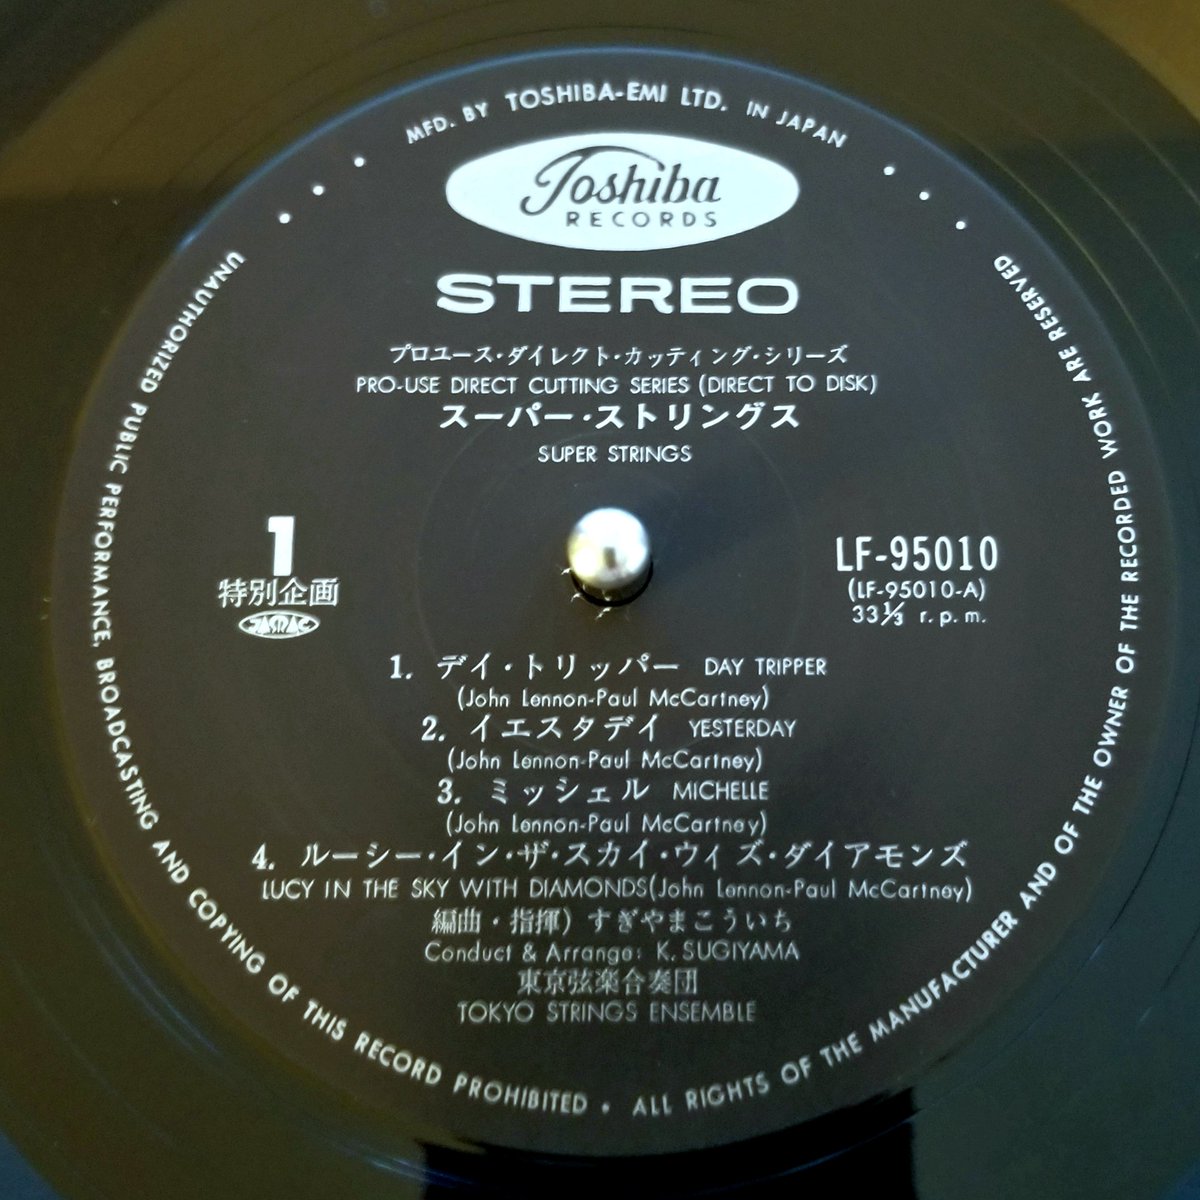 MFD. BY TOSHIBA-EMI LTD. IN JAPAN
Toshiba
RECORDS
STEREO
プロユース・ダイレクト・カッティング・シリーズ
PRO-USE DIRECT CUTTING SERIES (DIRECT TO DISK)
スーパー・ストリングス
SUPER STRINGS
1
特別企画
LF-95010
(LF-95010-A)
33⅓ r.p.m.
1. デイ・トリッパー DAY TRIPPER
(John Lennon-Paul McCartney)
2. イエスタデイ YESTERDAY
(John Lennon-Paul McCartney)
3. ミッシェル MICHELLE
(John Lennon-Paul McCartney)
4. ルーシー・イン・ザ・スカイ・ウィズ・ダイアモンズ
LUCY IN THE SKY WITH DIAMONDS(John Lennon-Paul McCartney)
編曲・指揮) すぎやまこういち
Conduct & Arrange: K. SUGIYAMA
東京弦楽合奏団
TOKYO STRINGS ENSEMBLE
UNAUTHORIZED PUBLIC PERFORMANCE, BROADCASTING AND COPYING OF THIS RECORD PROHIBITED • ALL RIGHTS OF THE MANUFACTURER AND OF THE OWNER OF THE RECORDED WORK ARE RESERVED